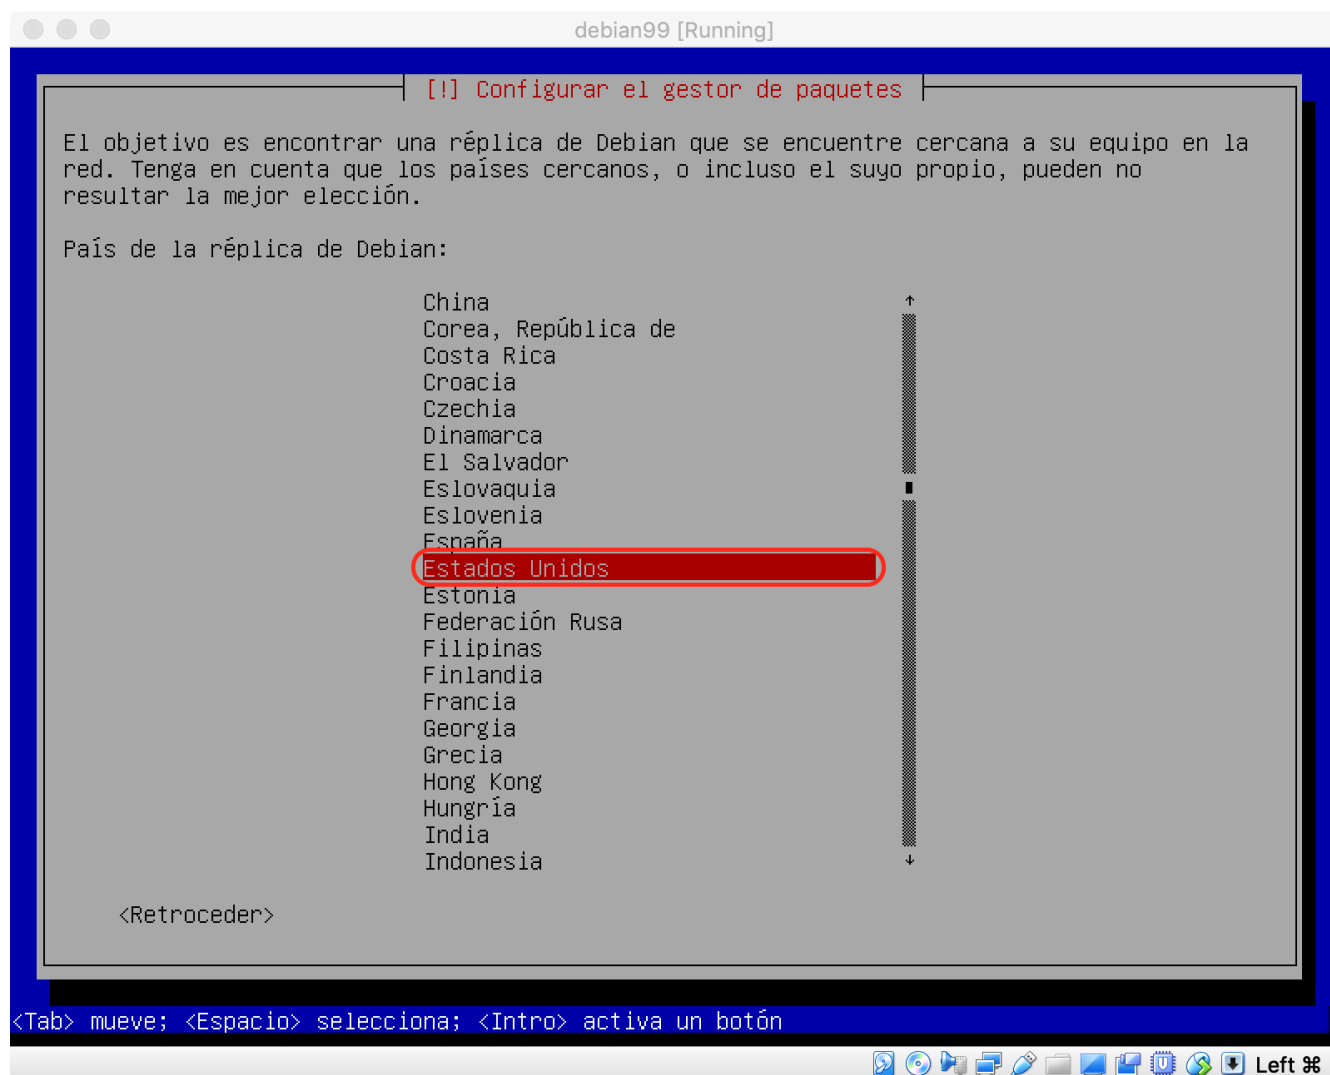 debian99 [Running]
[!] Configurar el gestor de paquetes
El objetivo es encontrar una réplica de Debian que se encuentre cercana a su equipo en la
red. Tenga en cuenta que los países cercanos, o incluso el suyo propio, pueden no
resultar la mejor elección.
País de la réplica de Debian:
China
Corea, República de
Costa Rica
Croacia
Czechia
Dinamarca
El Salvador
Eslovaquia
Eslovenia
España
Estados Unidos
Estonia
Federación Rusa
Filipinas
Finlandia
Francia
Georgia
Grecia
Hong Kong
Hungría
India
Indonesia
<Retroceder>
<Tab> mueve; <Espacio> selecciona; <Intro> activa un botón
Left ⌘